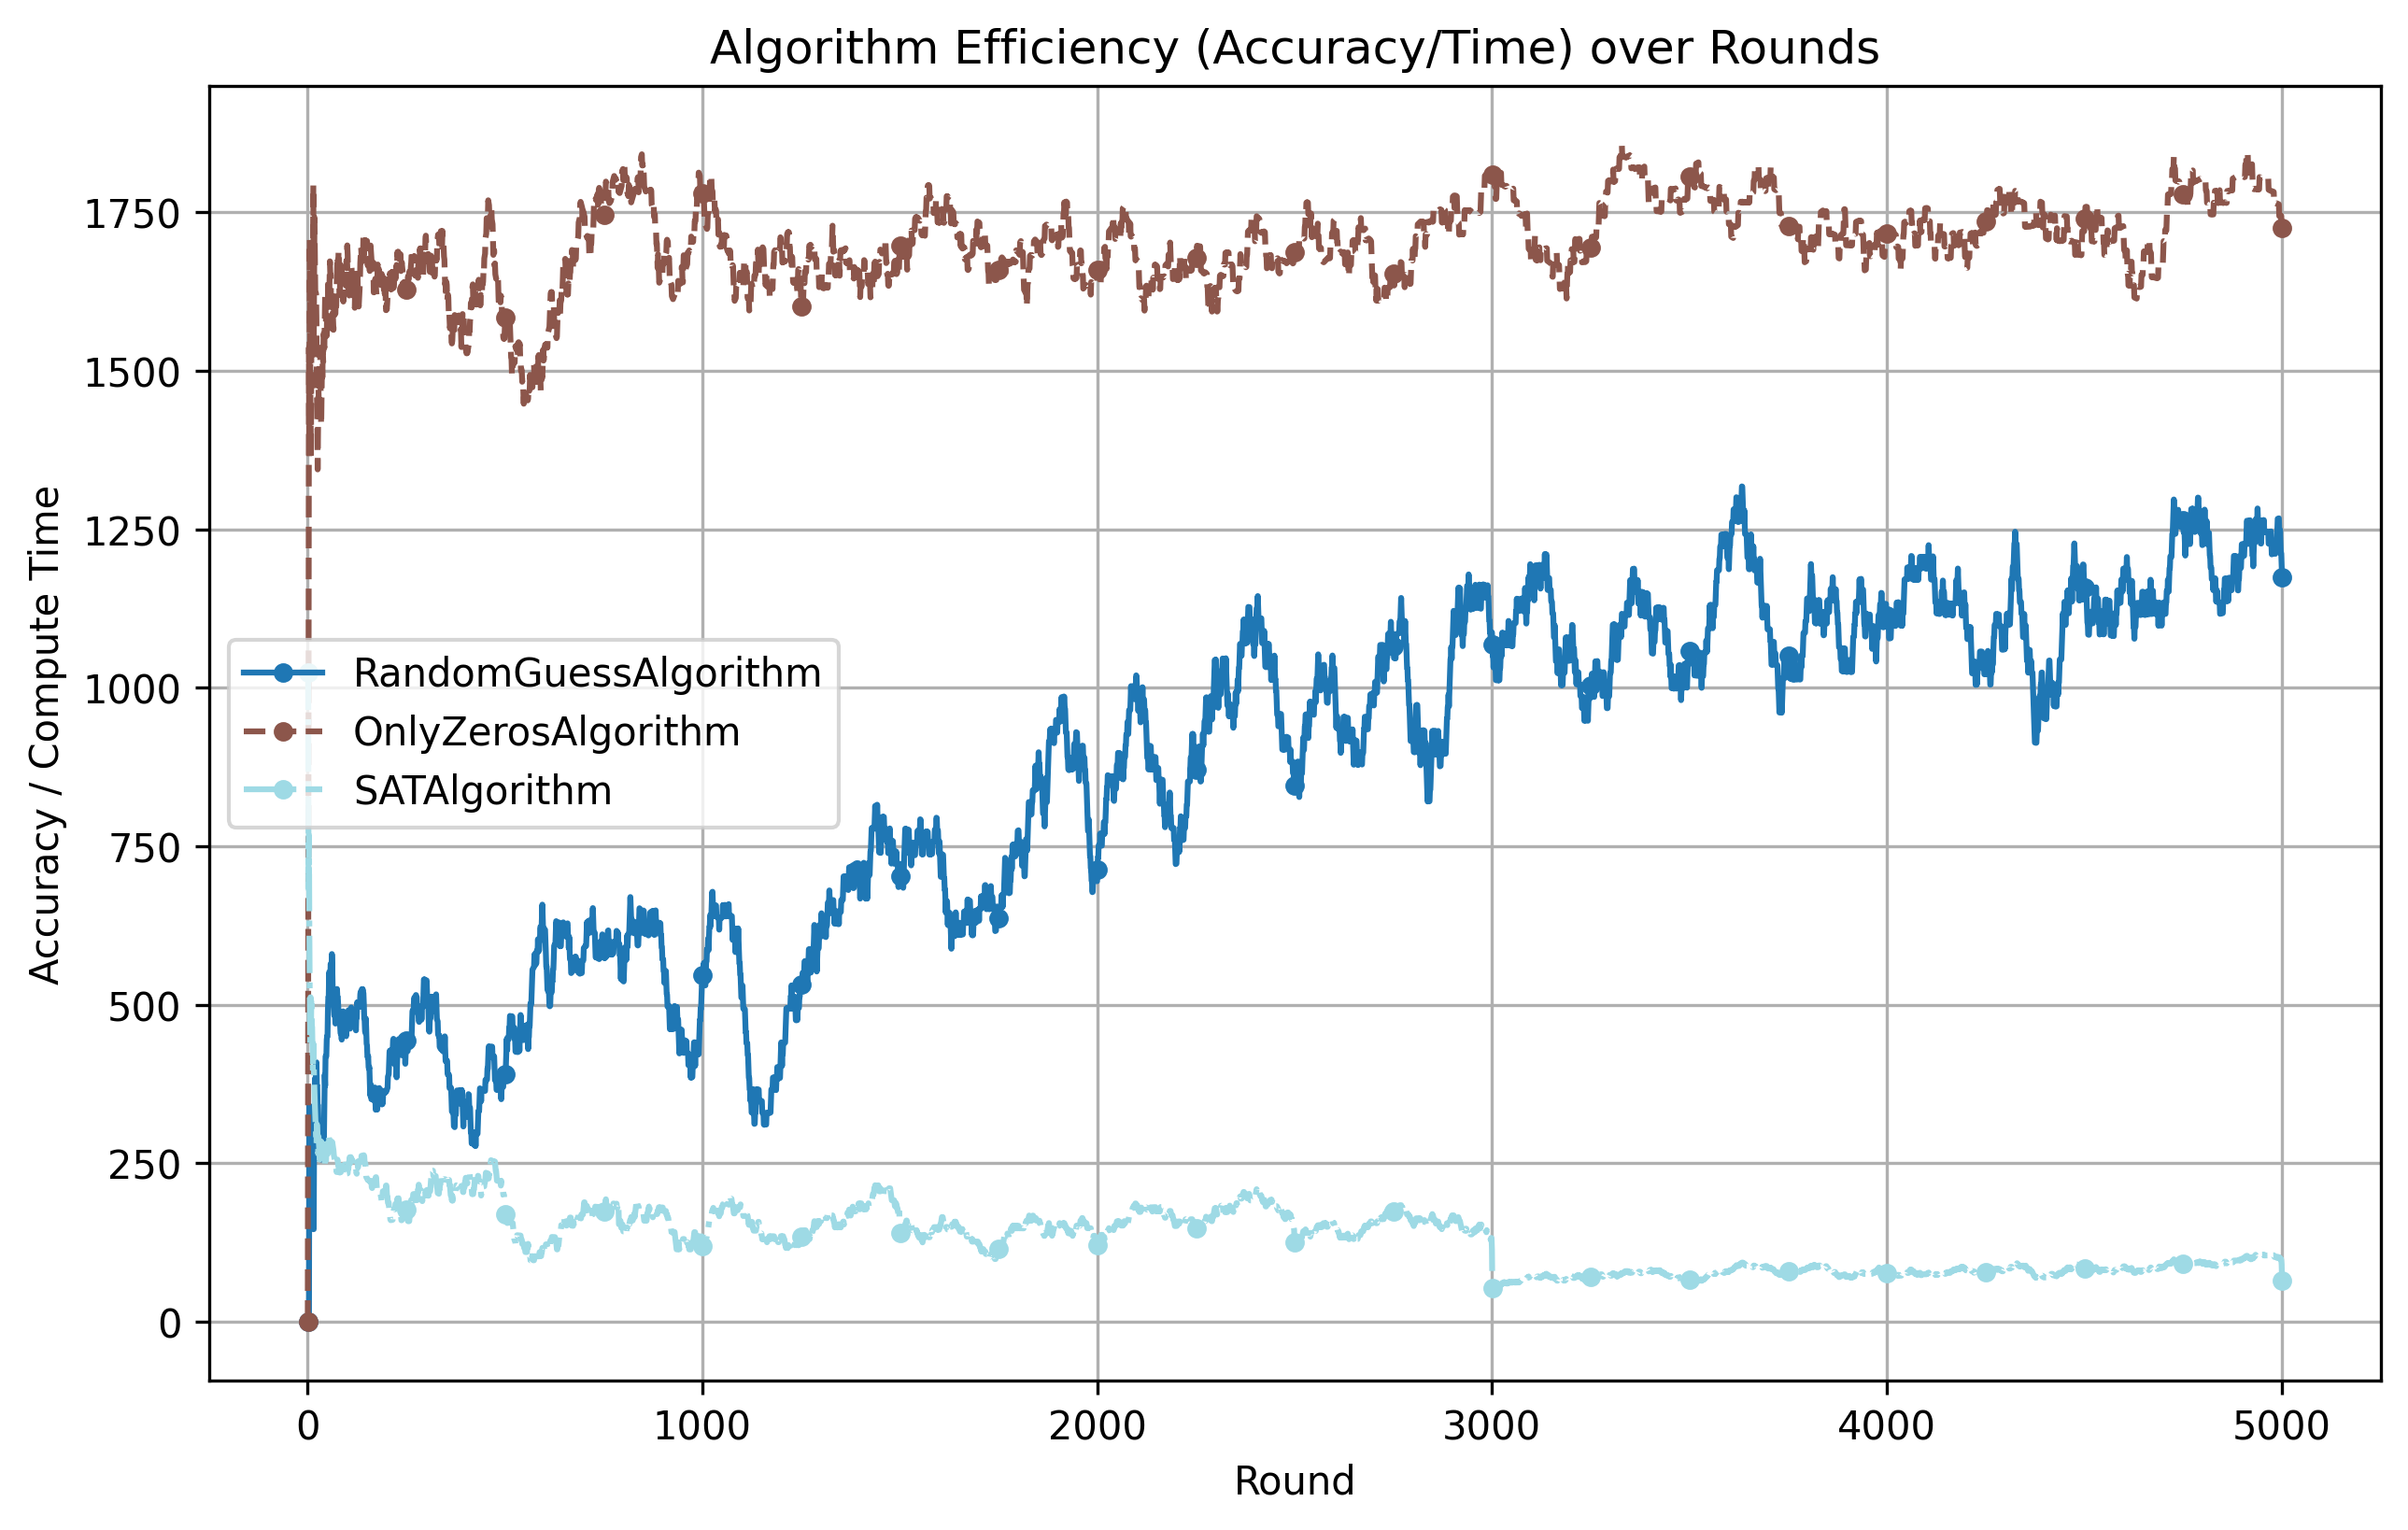 Algorithm Efficiency (Accuracy/Time) over Rounds
Accuracy / Compute Time
1750
1500
1250
1000
750
500
250
0
RandomGuessAlgorithm
OnlyZerosAlgorithm
SATAlgorithm
0 1000 2000 3000 4000 5000
Round